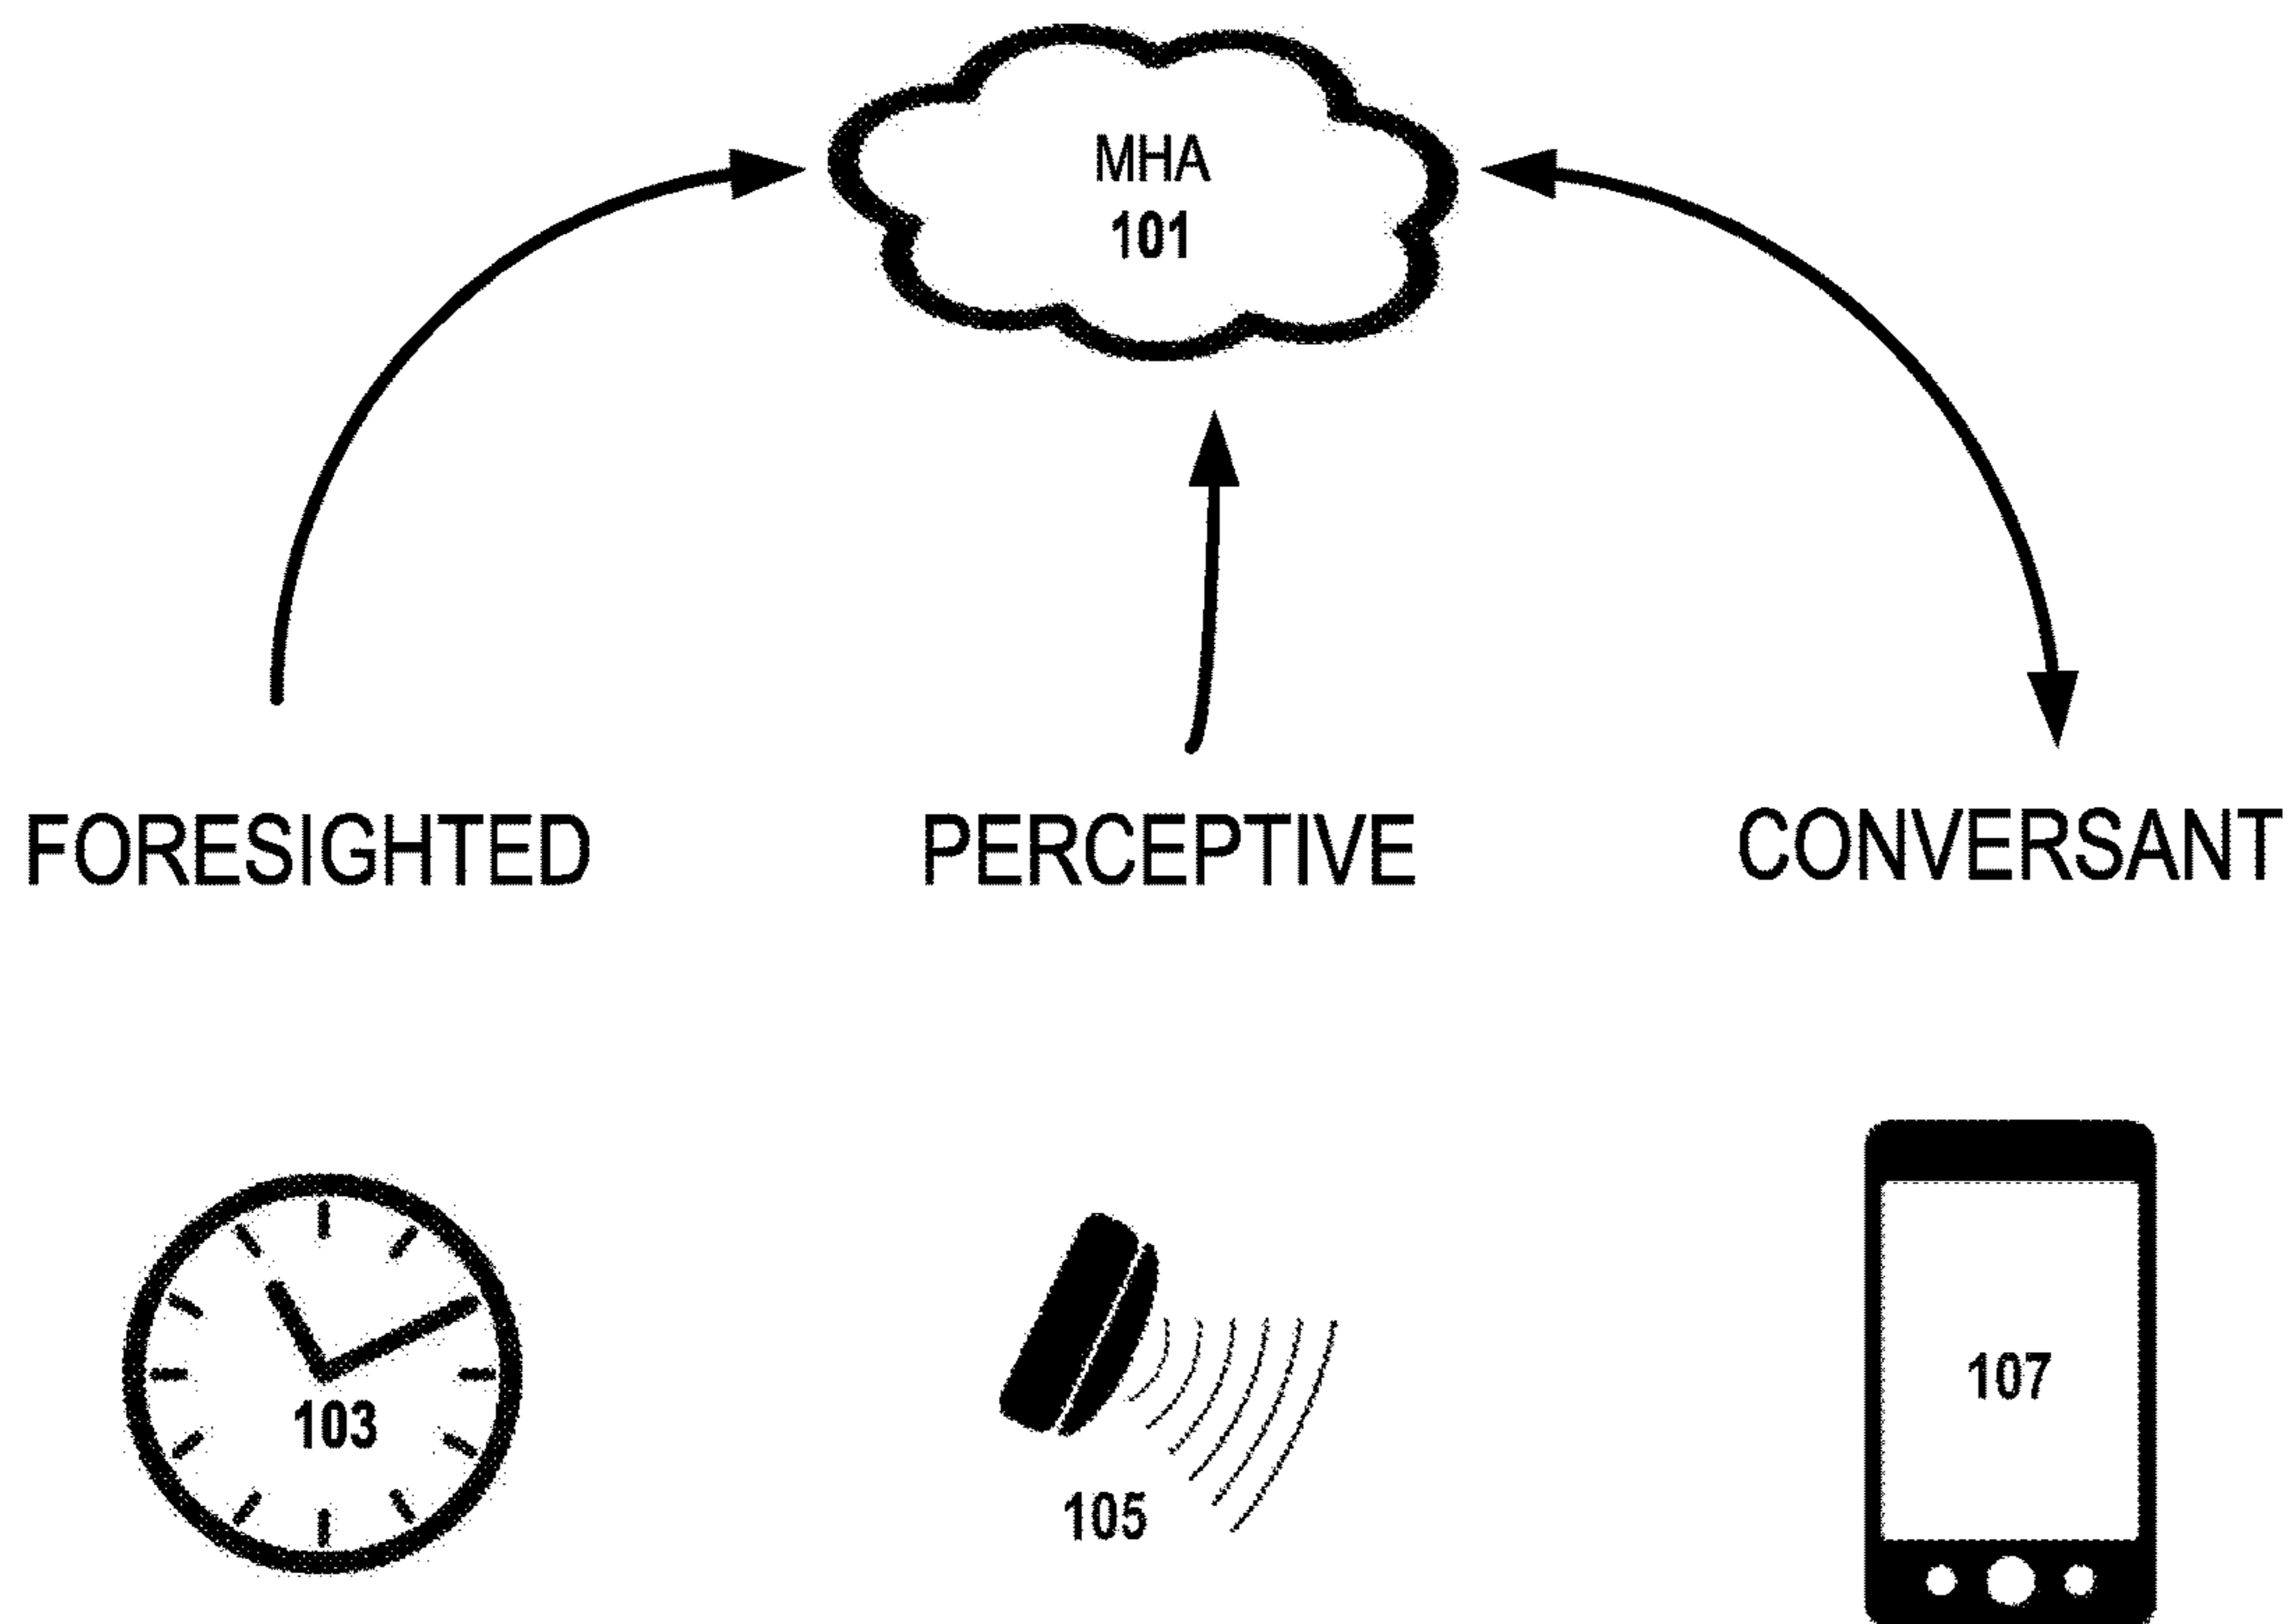 MHA
101
FORESIGHTED
PERCEPTIVE
CONVERSANT
103
105
107